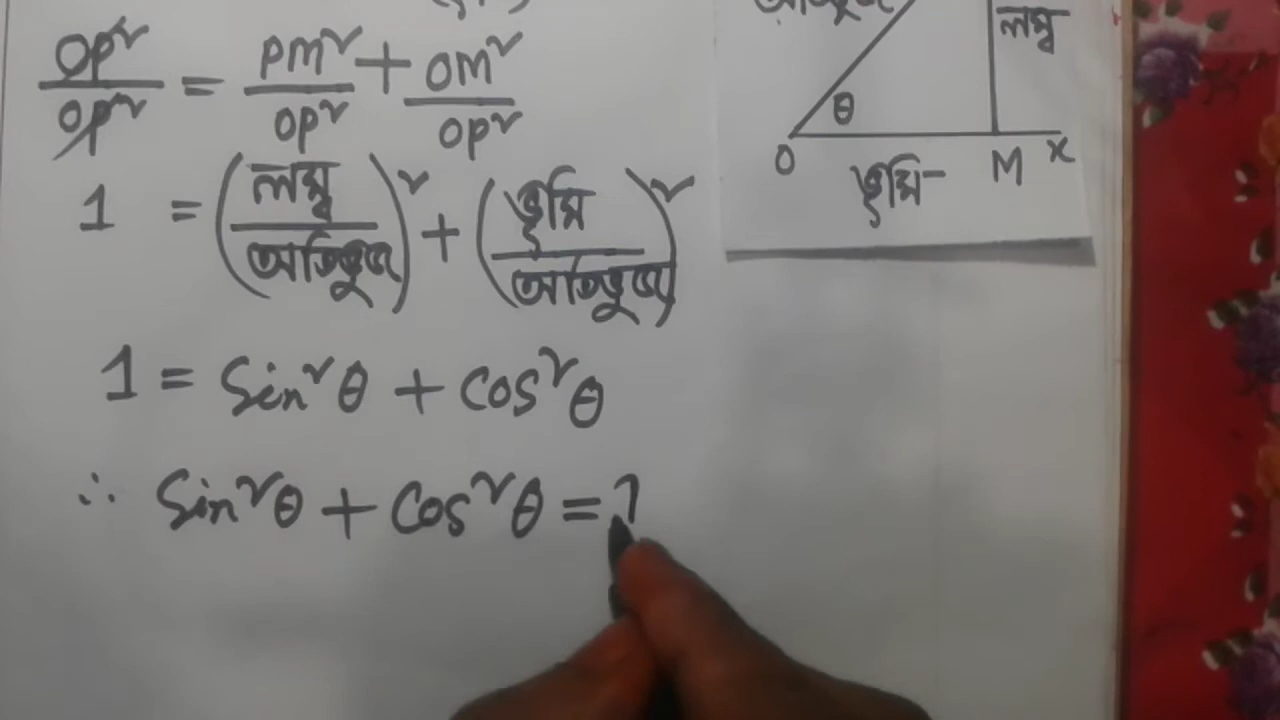 OP²/OP² = PM²/OP² + OM²/OP²
1 = (লম্ব/অতিভুজ)² + (ভূমি/অতিভুজ)²
1 = Sin²θ + Cos²θ
∴ Sin²θ + Cos²θ = 1
অতিভুজ
লম্ব
θ
O ভূমি M X